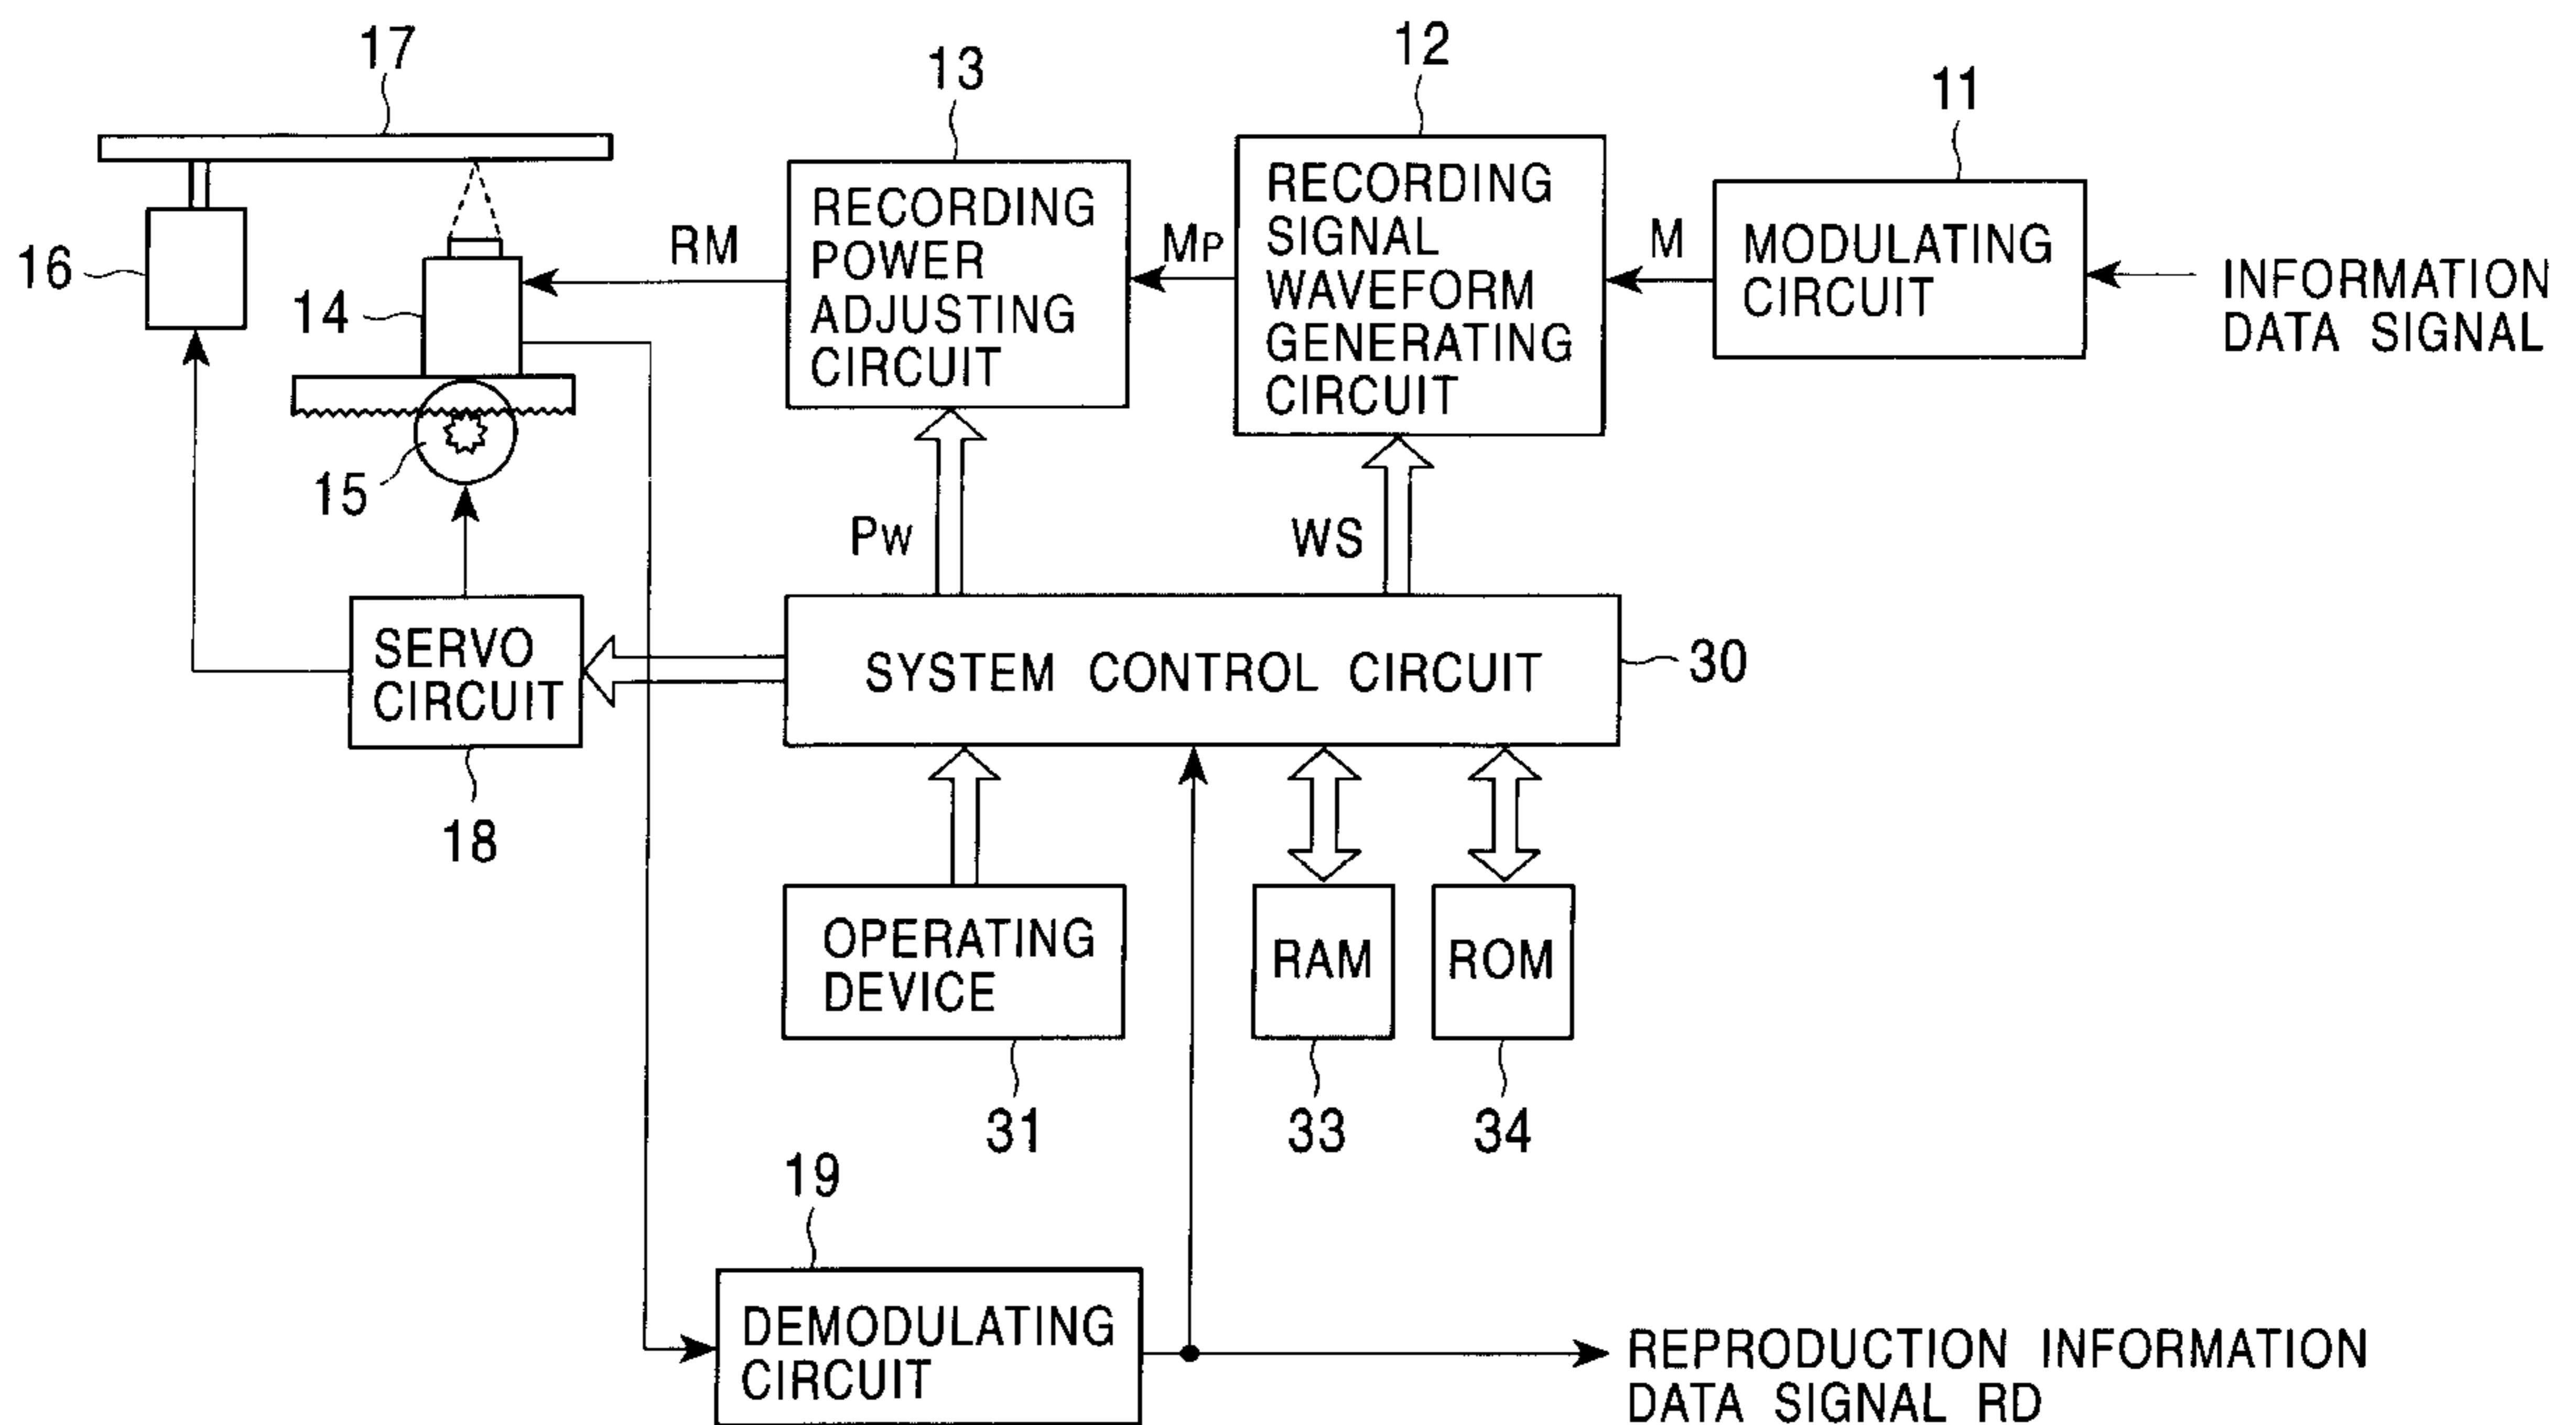 17
13
12
11
RECORDING
POWER
ADJUSTING
CIRCUIT
RECORDING
SIGNAL
WAVEFORM
GENERATING
CIRCUIT
MODULATING
CIRCUIT
INFORMATION
DATA SIGNAL
RM
MP
M
16
14
15
PW
WS
SERVO
CIRCUIT
SYSTEM CONTROL CIRCUIT
30
18
OPERATING
DEVICE
RAM
ROM
31
33
34
19
DEMODULATING
CIRCUIT
REPRODUCTION INFORMATION
DATA SIGNAL RD